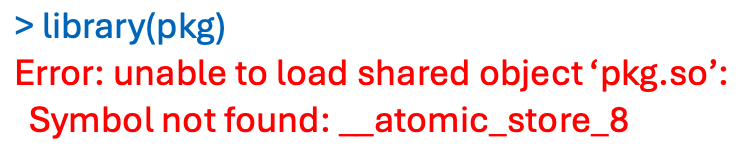 > library(pkg)
Error: unable to load shared object ‘pkg.so’:
Symbol not found: __atomic_store_8